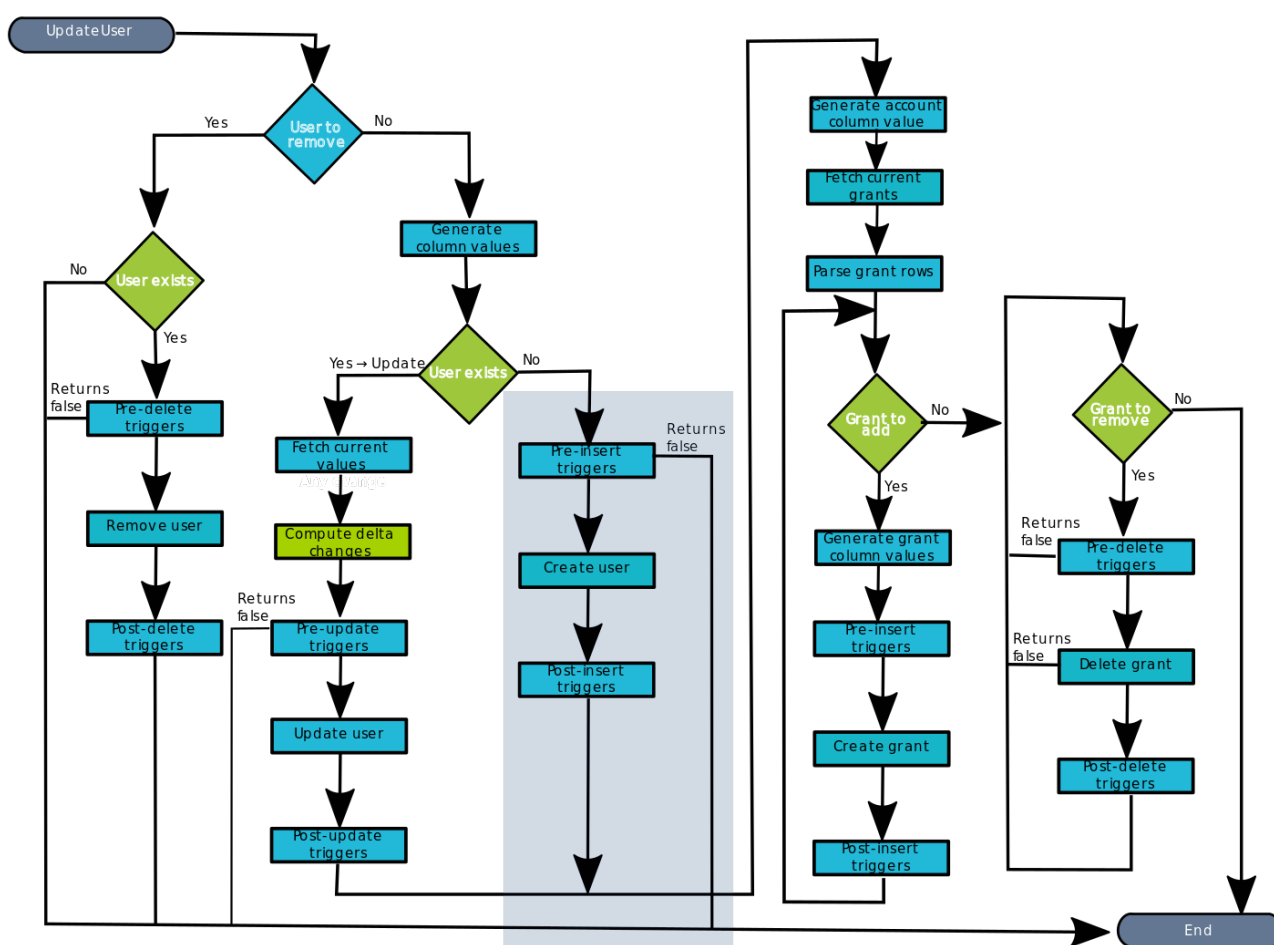 UpdateUser
Yes
User to
remove
No
User exists
No
Yes
Returns
false
Pre-delete
triggers
Remove user
Post-delete
triggers
Generate
column values
User exists
Yes → Update
No
Fetch current
values
Any change
Compute delta
changes
Returns
false
Pre-update
triggers
Update user
Post-update
triggers
Returns
false
Pre-insert
triggers
Create user
Post-insert
triggers
Generate account
column value
Fetch current
grants
Parse grant rows
Grant to
add
No
Yes
Generate grant
column values
Pre-insert
triggers
Create grant
Post-insert
triggers
Grant to
remove
No
Yes
Returns
false
Pre-delete
triggers
Returns
false
Delete grant
Post-delete
triggers
End